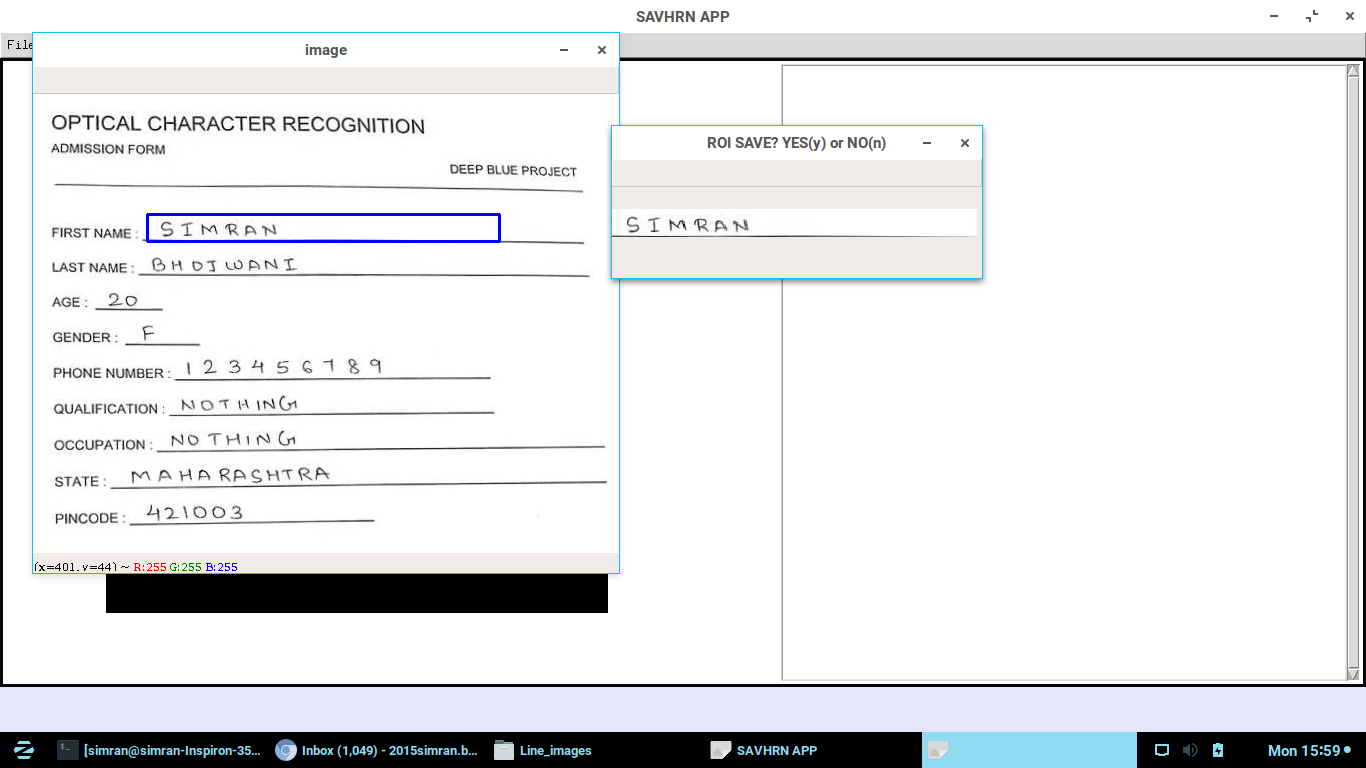 SAVHRN APP
File
image
OPTICAL CHARACTER RECOGNITION
ADMISSION FORM
DEEP BLUE PROJECT
FIRST NAME : SIMRAN
LAST NAME : BHOJWANI
AGE : 20
GENDER : F
PHONE NUMBER : 123456789
QUALIFICATION : NOTHING
OCCUPATION : NOTHING
STATE : MAHARASHTRA
PINCODE : 421003
(x=401, y=44) ~ R:255 G:255 B:255
ROI SAVE? YES(y) or NO(n)
SIMRAN
[simran@simran-Inspiron-35... Inbox (1,049) - 2015simran.b... Line_images SAVHRN APP Mon 15:59